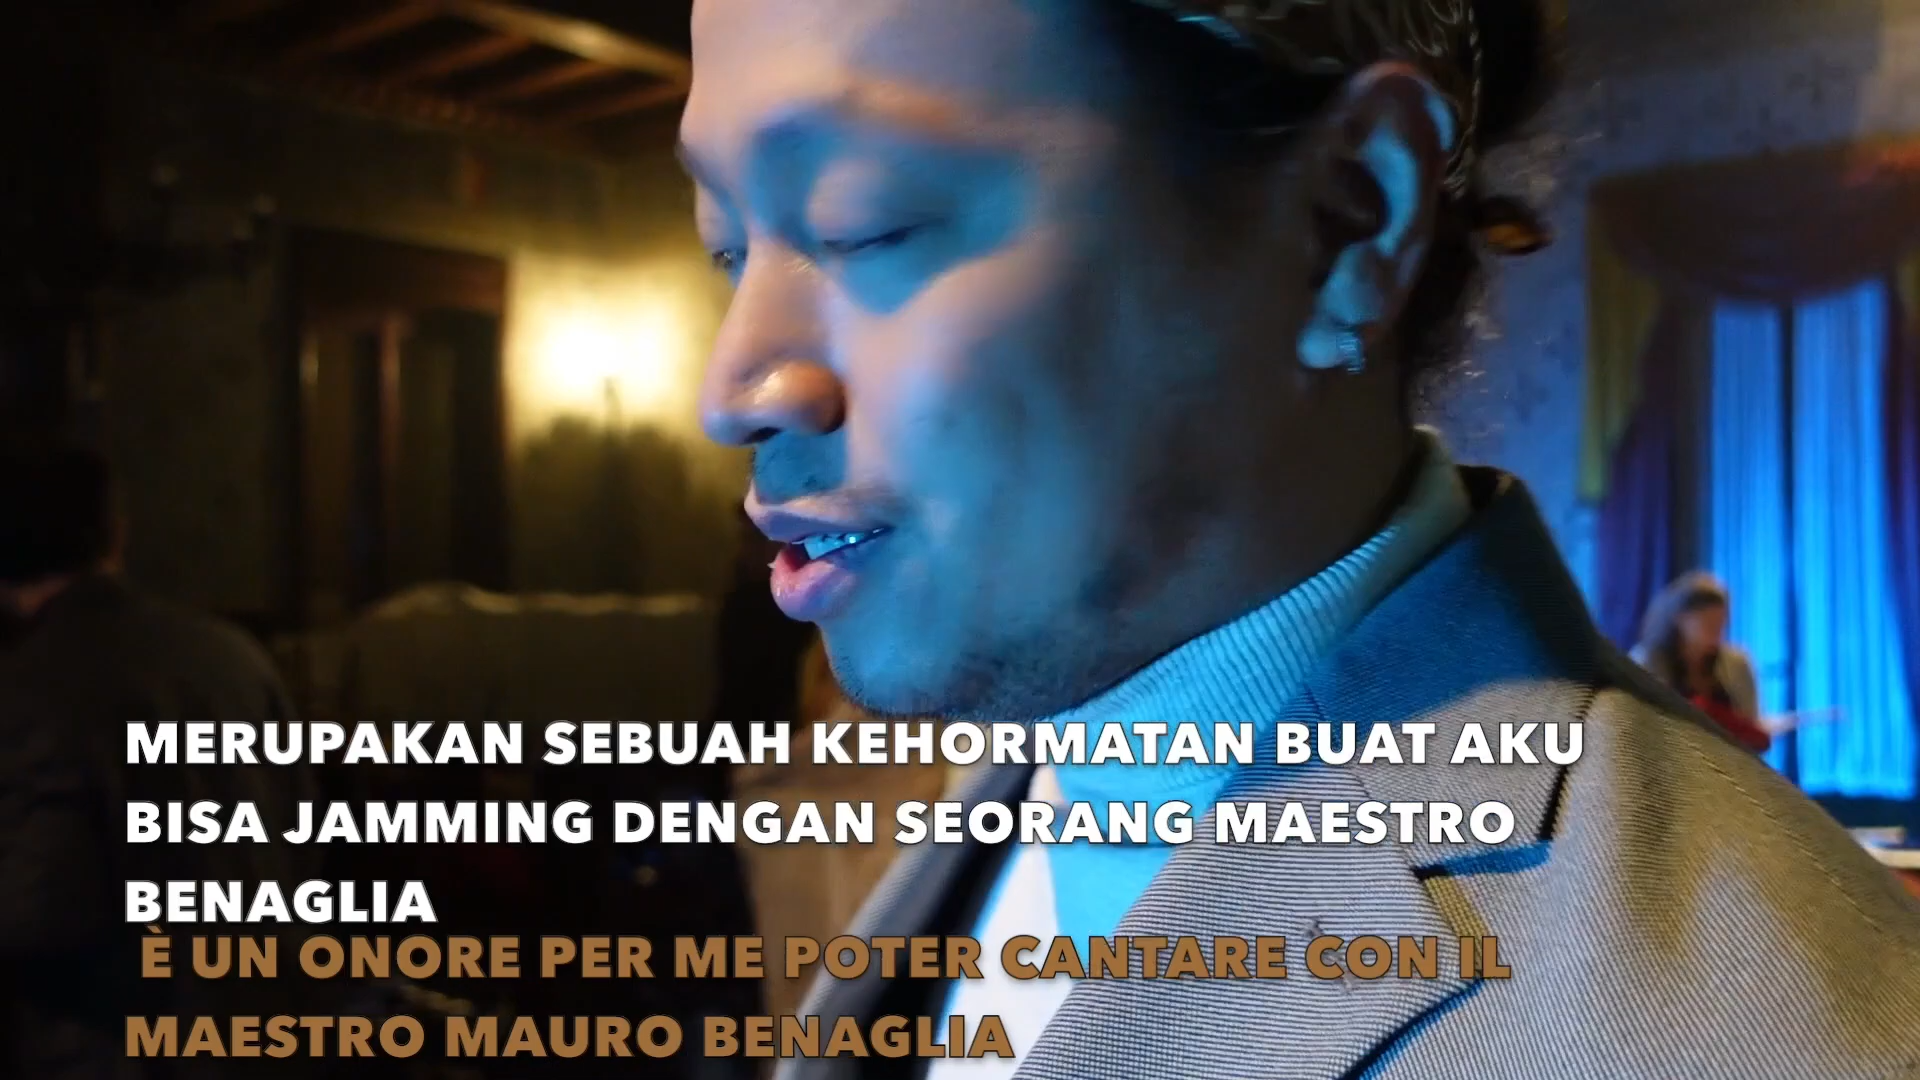 MERUPAKAN SEBUAH KEHORMATAN BUAT AKU
BISA JAMMING DENGAN SEORANG MAESTRO
BENAGLIA
È UN ONORE PER ME POTER CANTARE CON IL
MAESTRO MAURO BENAGLIA